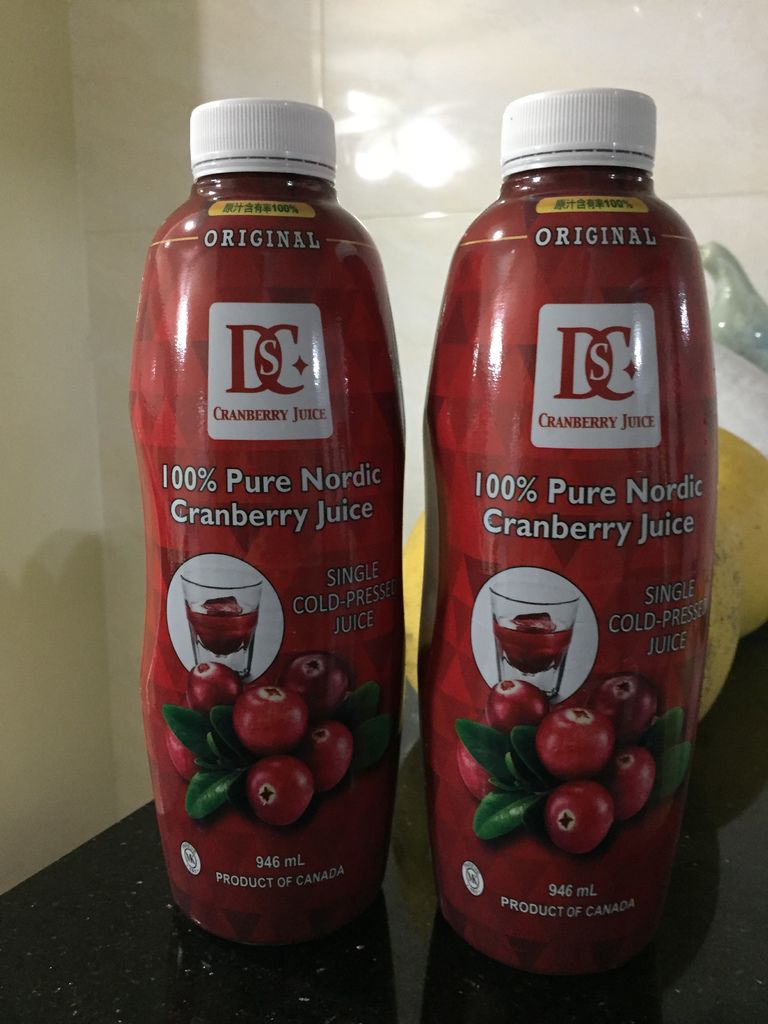 原汁含有率100%
ORIGINAL
DSC
CRANBERRY JUICE
100% Pure Nordic
Cranberry Juice
SINGLE
COLD-PRESSED
JUICE
MK
946 mL
PRODUCT OF CANADA
原汁含有率100%
ORIGINAL
DSC
CRANBERRY JUICE
100% Pure Nordic
Cranberry Juice
SINGLE
COLD-PRESSED
JUICE
MK
946 mL
PRODUCT OF CANADA